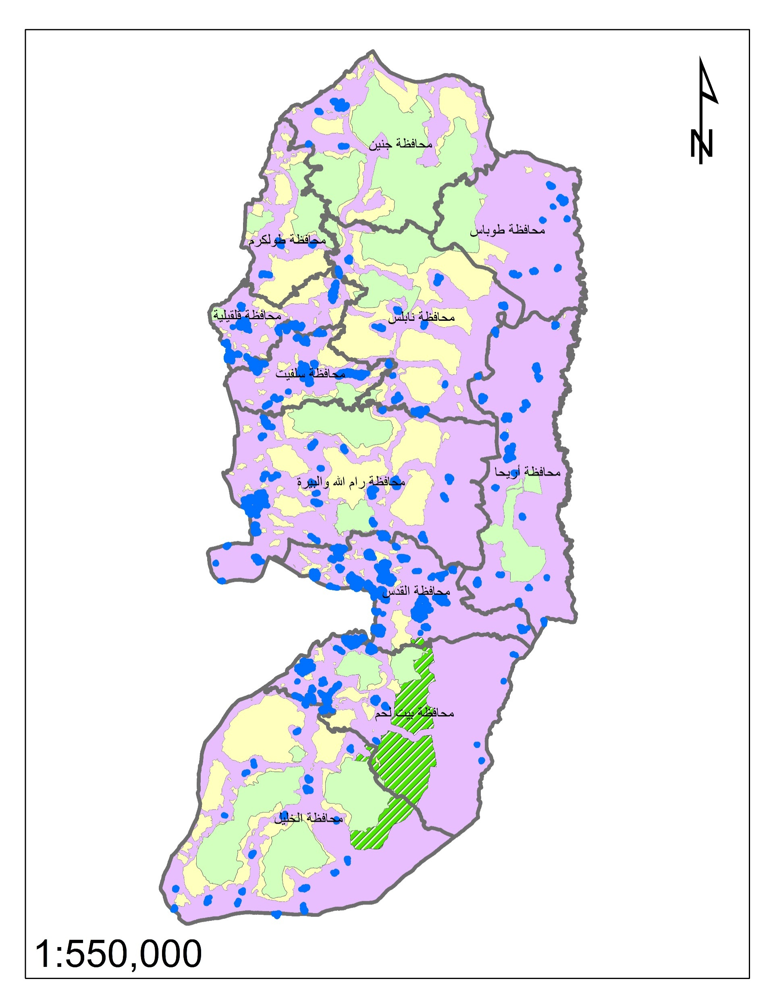 N
محافظة جنين
محافظة طوباس
محافظة طولكرم
محافظة قلقيلية
محافظة نابلس
محافظة سلفيت
محافظة أريحا
محافظة رام الله والبيرة
محافظة القدس
محافظة بيت لحم
محافظة الخليل
1:550,000